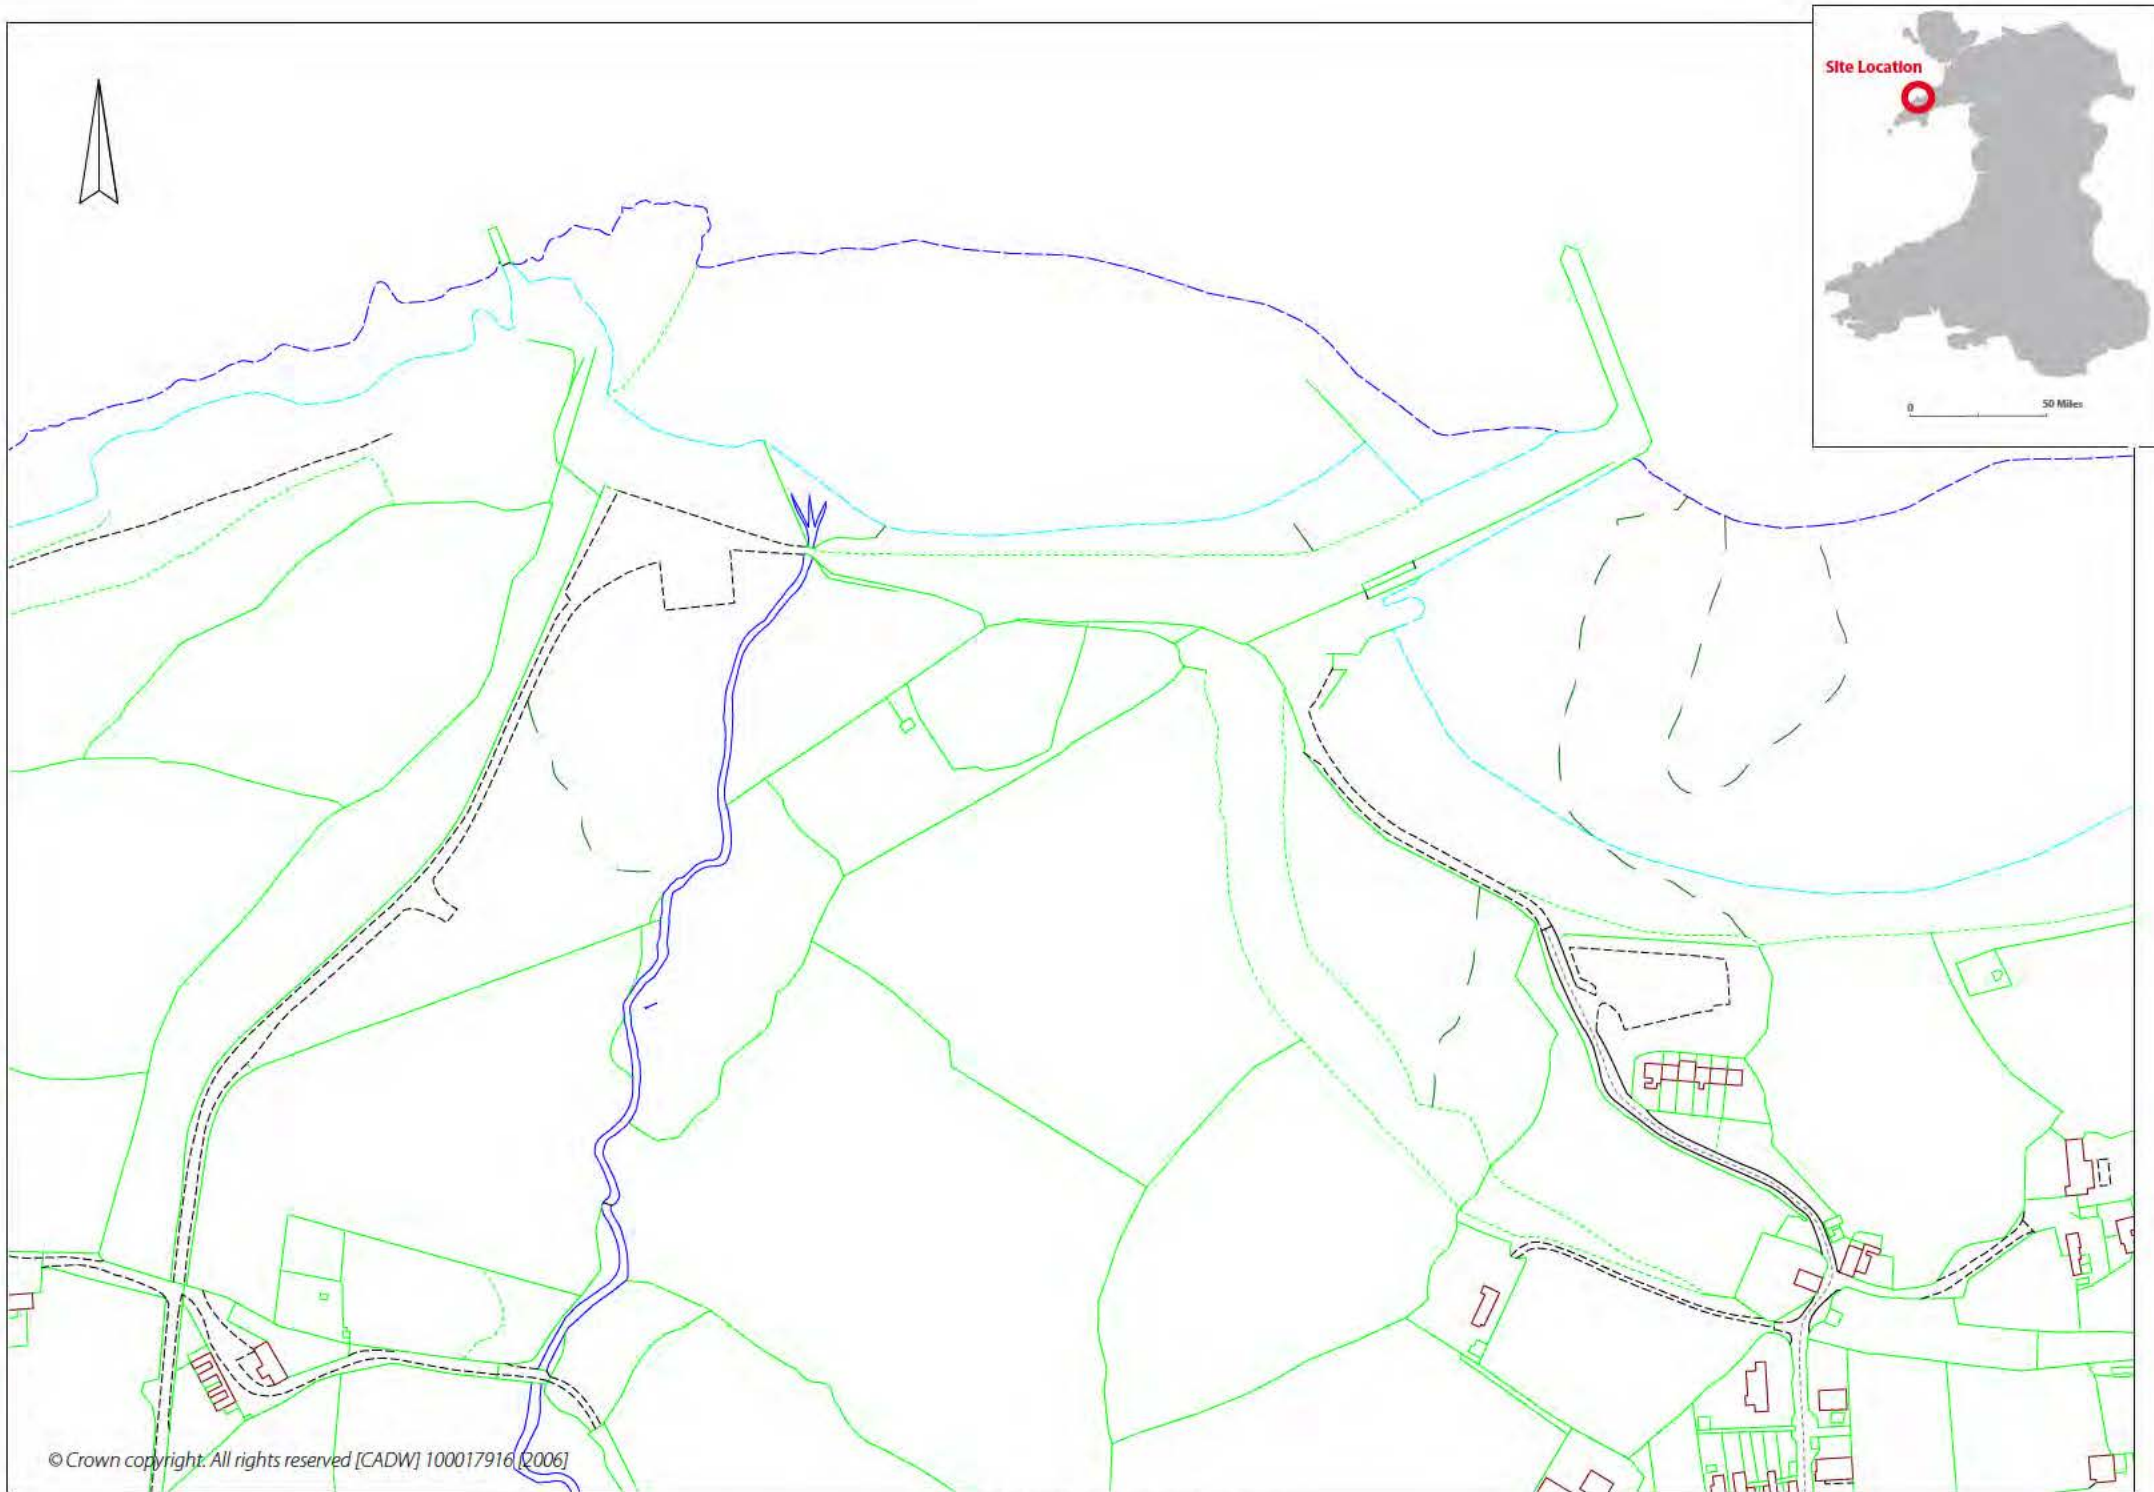 Site Location
0 50 Miles
© Crown copyright. All rights reserved [CADW] 100017916 [2006]